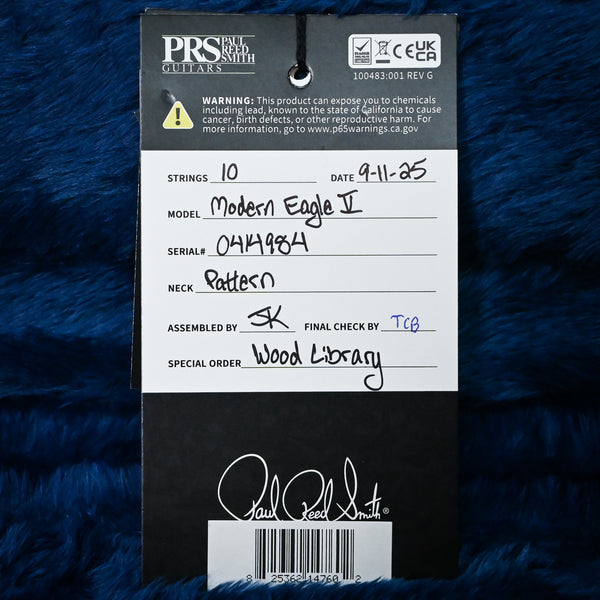 PRS PAUL REED SMITH
GUITARS
CE UK CA
100483:001 REV G
WARNING: This product can expose you to chemicals
including lead, known to the state of California to cause
cancer, birth defects, or other reproductive harm. For
more information, go to www.p65warnings.ca.gov
STRINGS 10 DATE 9-11-25
MODEL Modern Eagle V
SERIAL# 0414984
NECK Pattern
ASSEMBLED BY SK FINAL CHECK BY TCB
SPECIAL ORDER Wood Library
Paul Reed Smith®
8 25362 14760 2